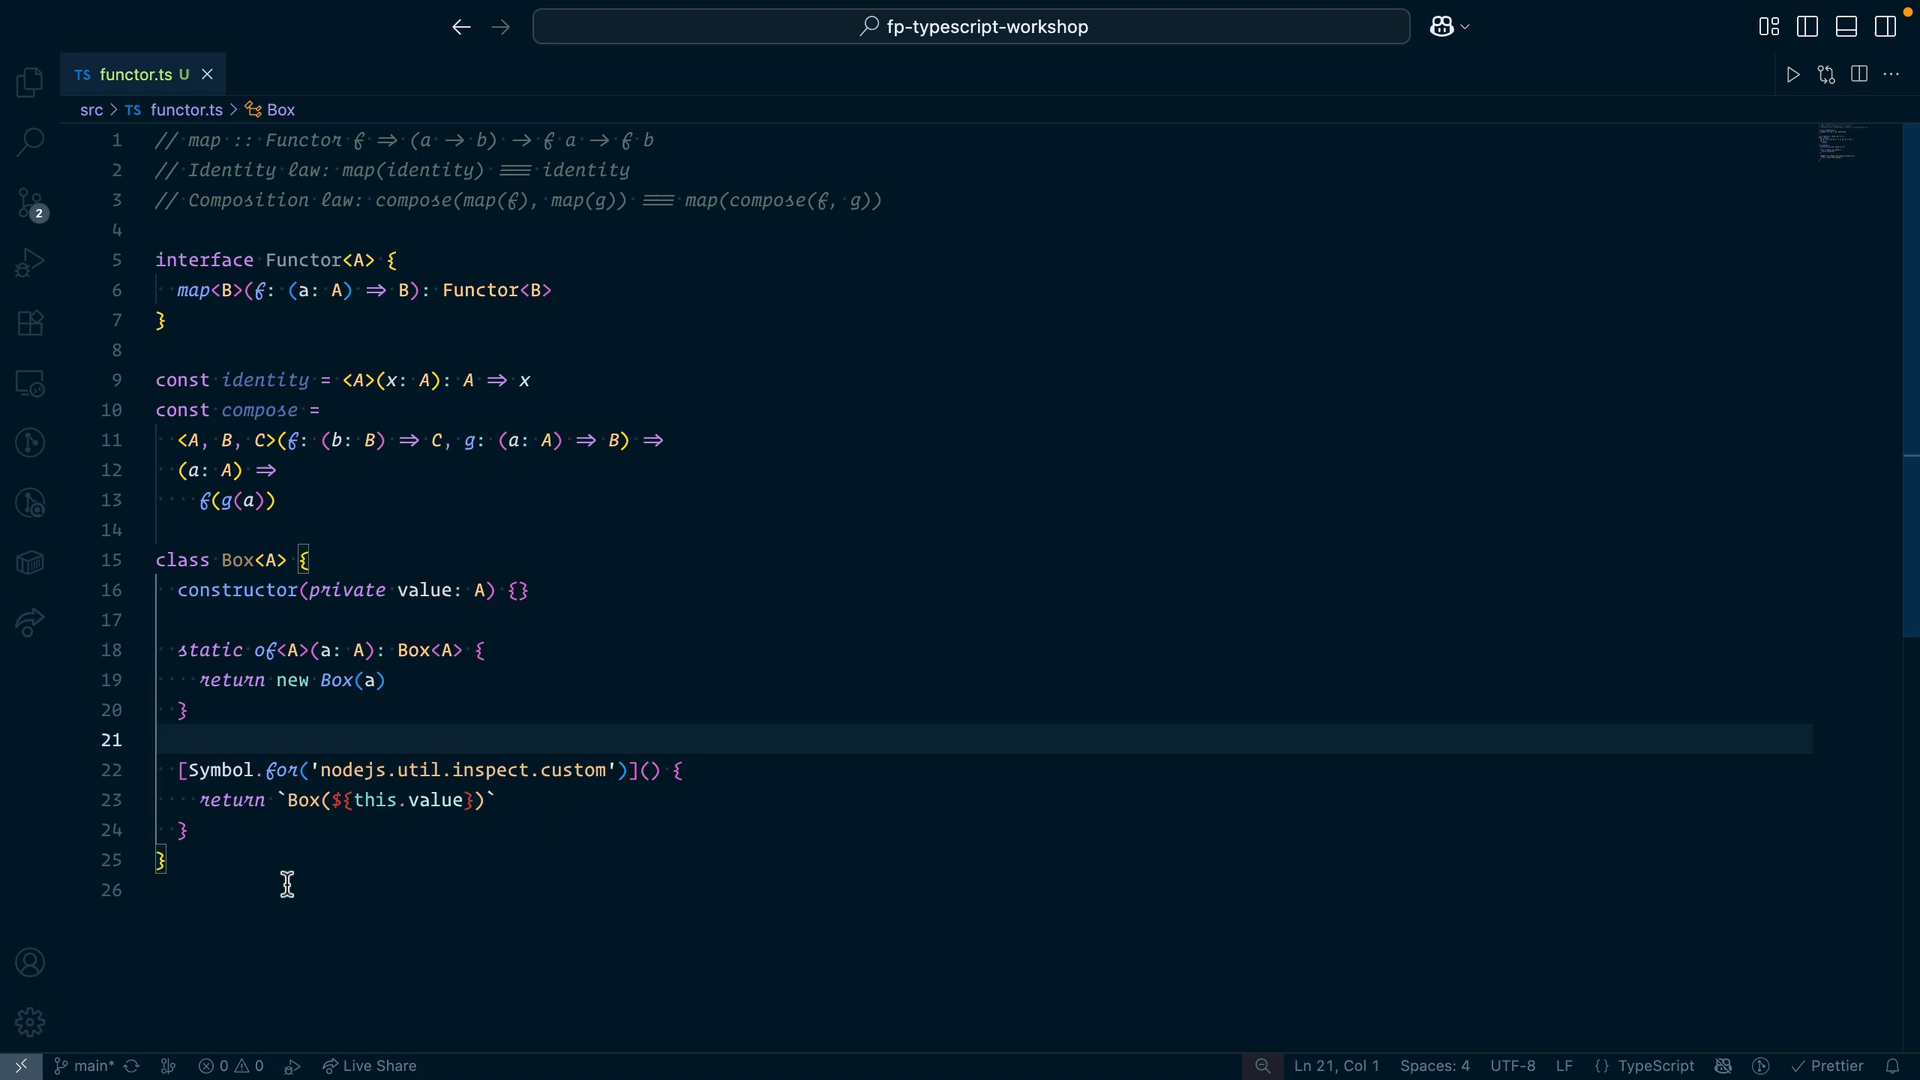 fp-typescript-workshop
TS functor.ts U
src > TS functor.ts > Box
1 // map :: Functor f => (a -> b) -> f a -> f b
2 // Identity law: map(identity) === identity
3 // Composition law: compose(map(f), map(g)) === map(compose(f, g))
4
5 interface Functor<A> {
6 map<B>(f: (a: A) => B): Functor<B>
7 }
8
9 const identity = <A>(x: A): A => x
10 const compose =
11 <A, B, C>(f: (b: B) => C, g: (a: A) => B) =>
12 (a: A) =>
13 f(g(a))
14
15 class Box<A> {
16 constructor(private value: A) {}
17
18 static of<A>(a: A): Box<A> {
19 return new Box(a)
20 }
21
22 [Symbol.for('nodejs.util.inspect.custom')]() {
23 return `Box(${this.value})`
24 }
25 }
26
2
main* 0 0 Live Share Ln 21, Col 1 Spaces: 4 UTF-8 LF {} TypeScript Prettier